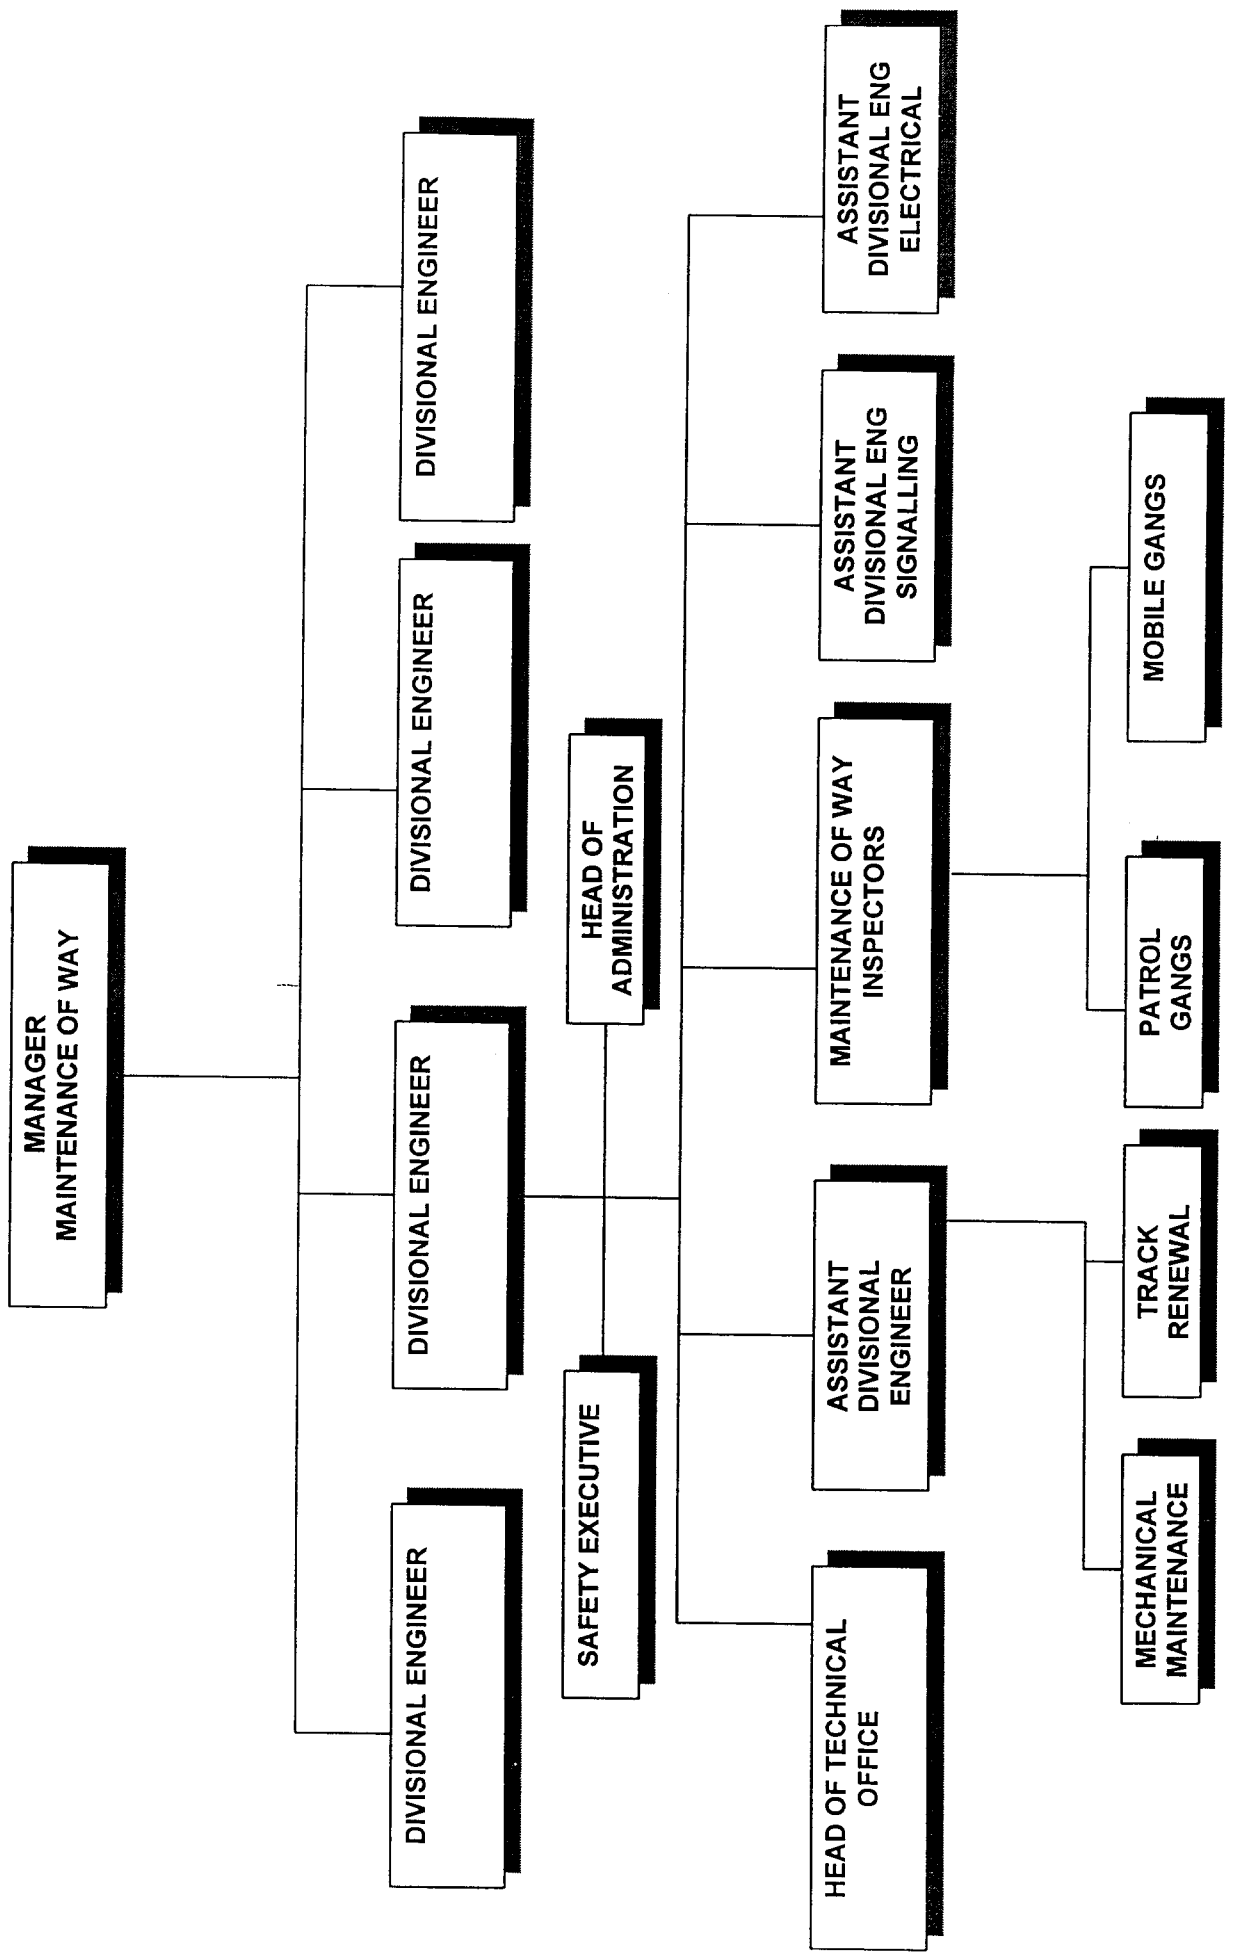 MANAGER
MAINTENANCE OF WAY
DIVISIONAL ENGINEER
DIVISIONAL ENGINEER
DIVISIONAL ENGINEER
DIVISIONAL ENGINEER
SAFETY EXECUTIVE
HEAD OF
ADMINISTRATION
HEAD OF TECHNICAL
OFFICE
ASSISTANT
DIVISIONAL
ENGINEER
MAINTENANCE OF WAY
INSPECTORS
ASSISTANT
DIVISIONAL ENG
SIGNALLING
ASSISTANT
DIVISIONAL ENG
ELECTRICAL
MECHANICAL
MAINTENANCE
TRACK
RENEWAL
PATROL
GANGS
MOBILE GANGS